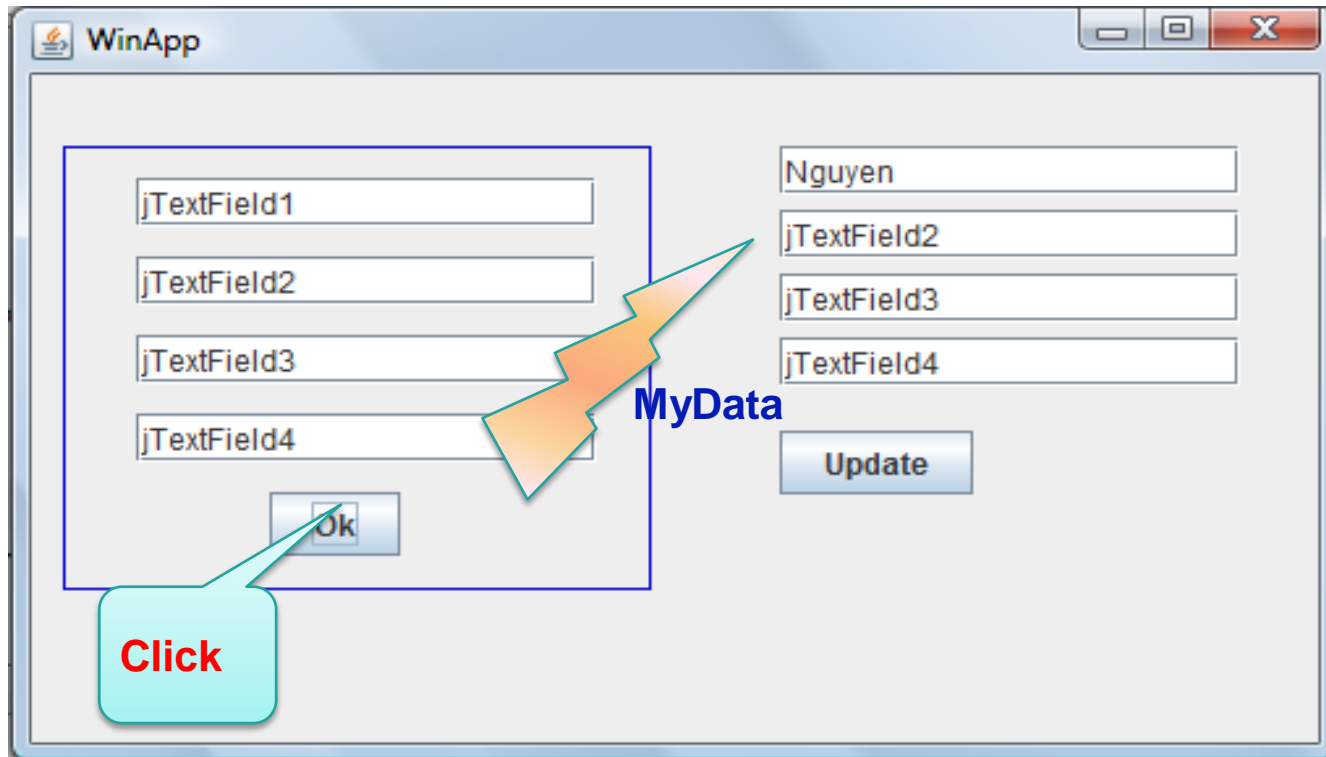 WinApp
jTextField1
jTextField2
jTextField3
jTextField4
Ok
Click
MyData
Nguyen
jTextField2
jTextField3
jTextField4
Update